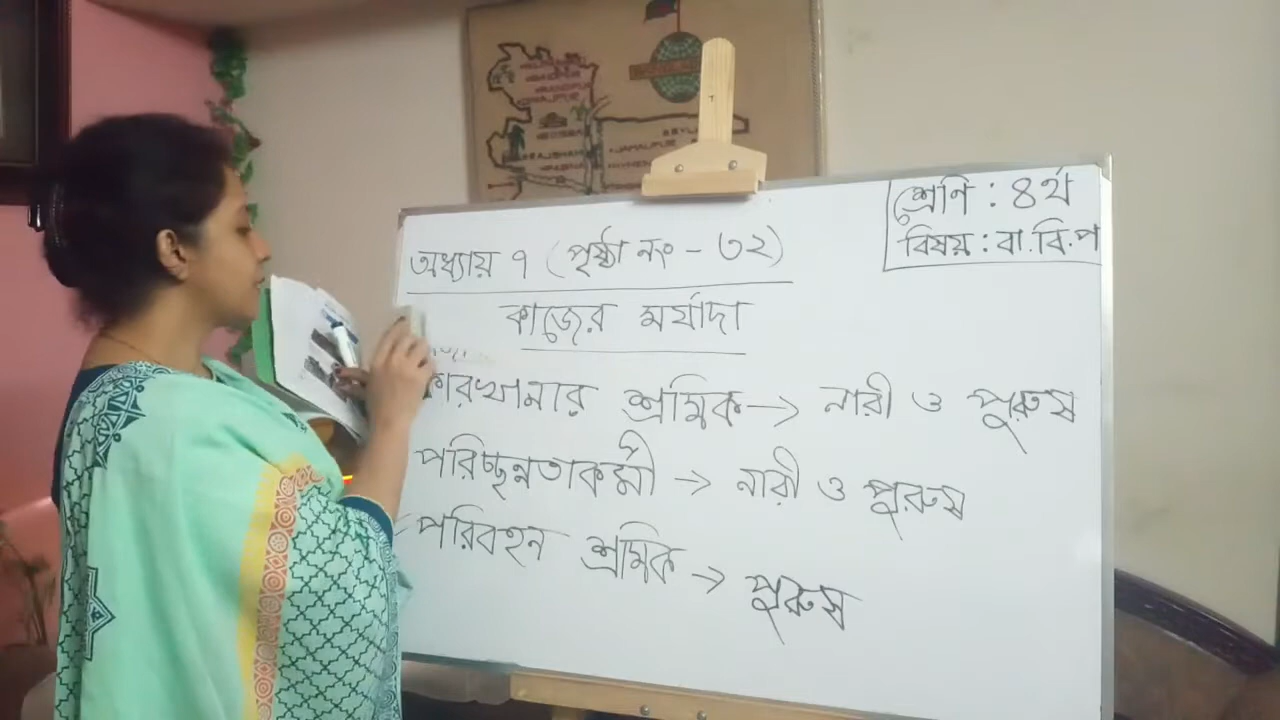 শ্রেণি : ৪র্থ
বিষয় : বা.বি.প
অধ্যায় ৭ (পৃষ্ঠা নং - ৩২)
কাজের মর্যাদা
কারখানার শ্রমিক → নারী ও পুরুষ
পরিচ্ছন্নতাকর্মী → নারী ও পুরুষ
পরিবহন শ্রমিক → পুরুষ